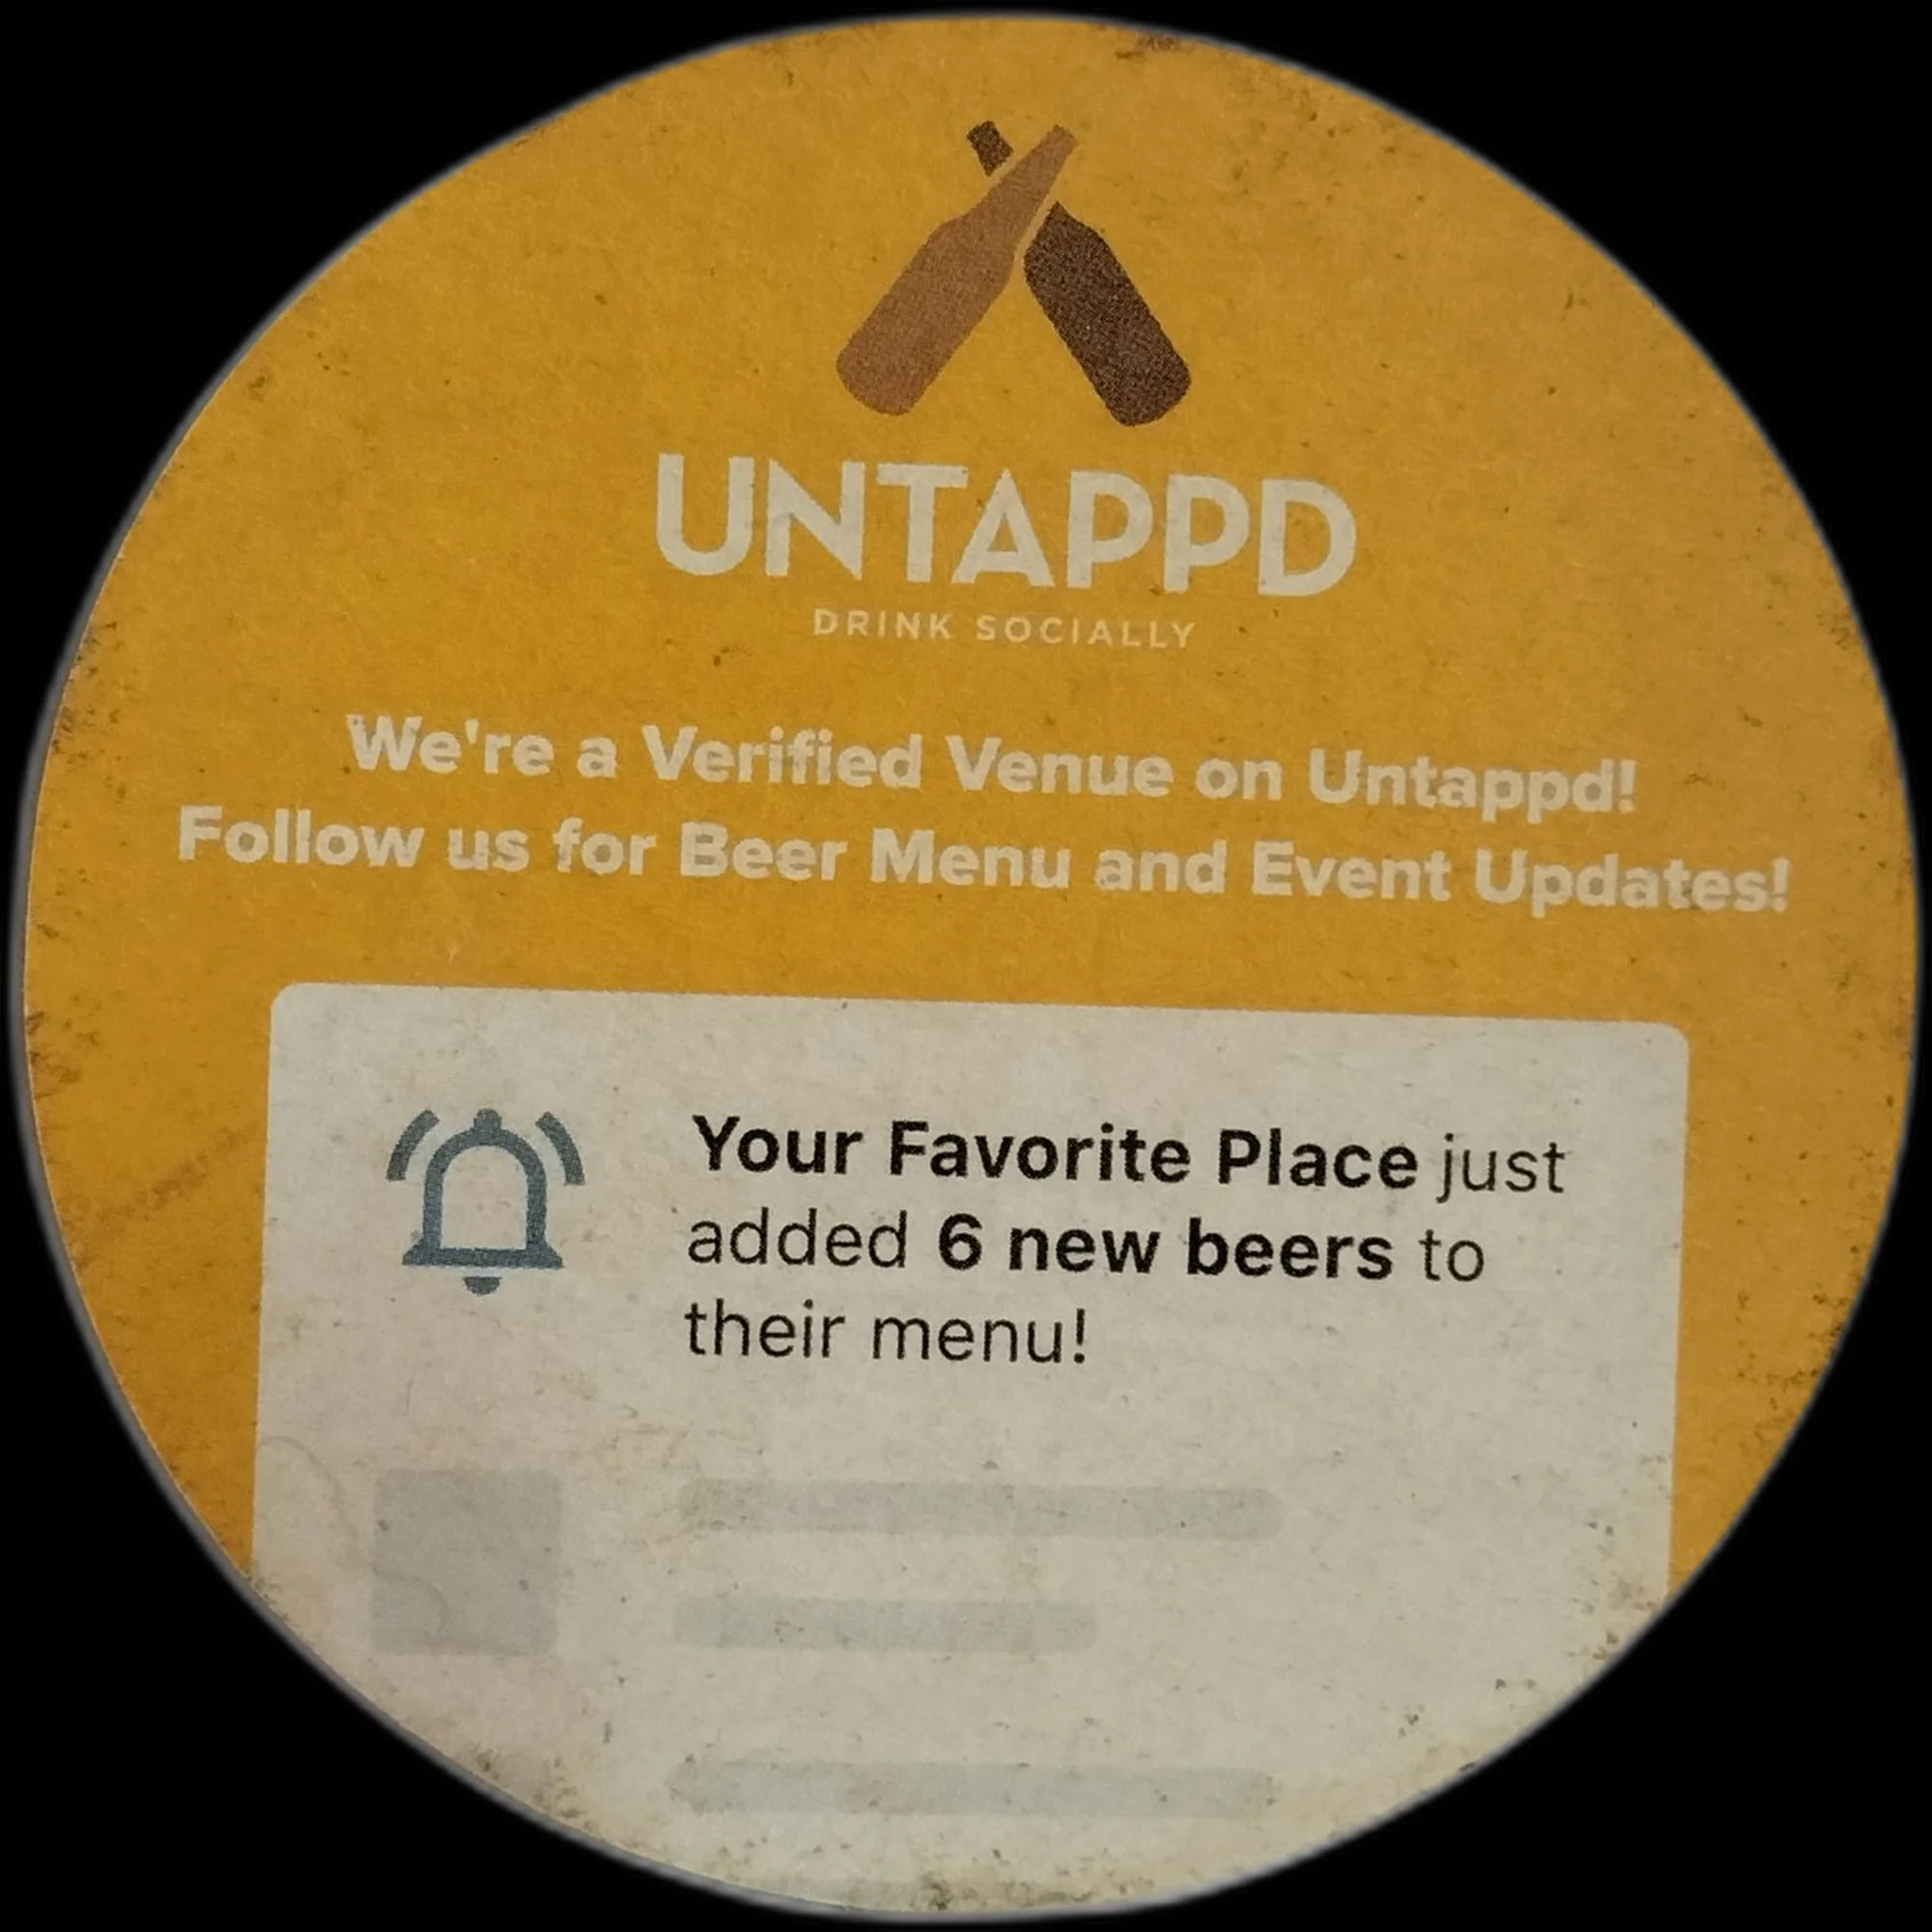 UNTAPPD
DRINK SOCIALLY
We're a Verified Venue on Untappd!
Follow us for Beer Menu and Event Updates!
Your Favorite Place just
added 6 new beers to
their menu!